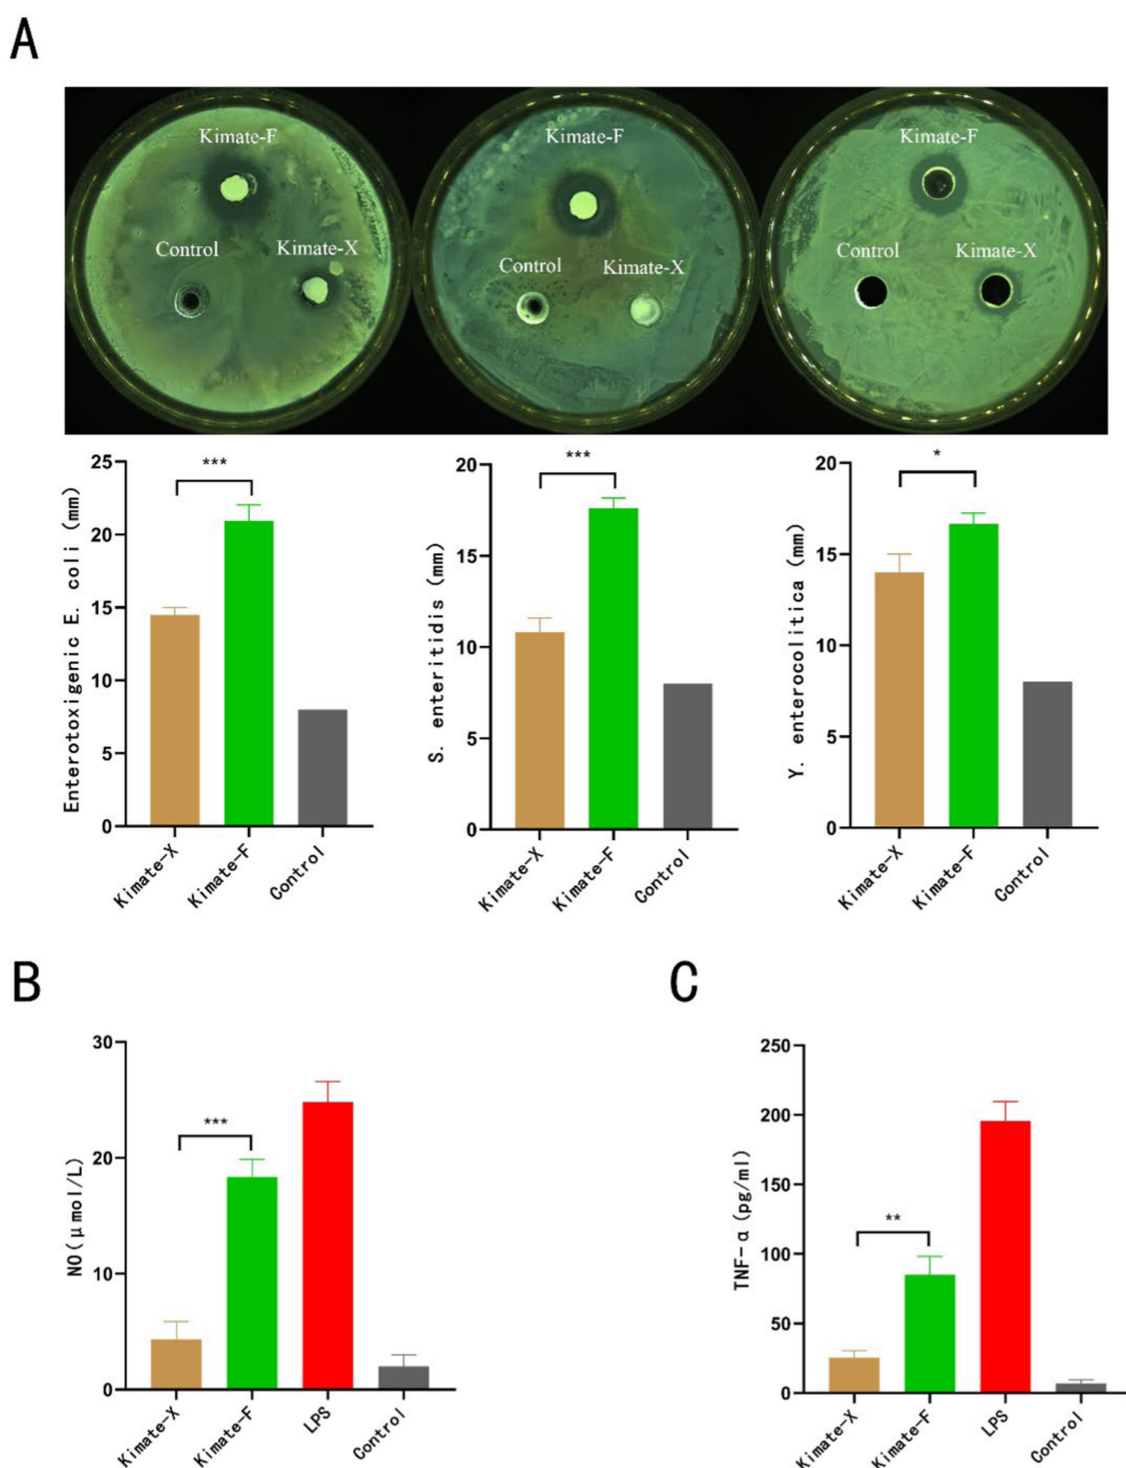 A
Kimate-F
Control
Kimate-X
Kimate-F
Control
Kimate-X
Kimate-F
Control
Kimate-X
Enterotoxigenic E. coli (mm)
25
20
15
10
5
0
***
Kimate-X
Kimate-F
Control
S. enteritidis (mm)
20
15
10
5
0
***
Kimate-X
Kimate-F
Control
Y. enterocolitica (mm)
20
15
10
5
0
*
Kimate-X
Kimate-F
Control
B
NO(μmol/L)
30
20
10
0
***
Kimate-X
Kimate-F
LPS
Control
C
TNF-α(pg/ml)
250
200
150
100
50
0
**
Kimate-X
Kimate-F
LPS
Control